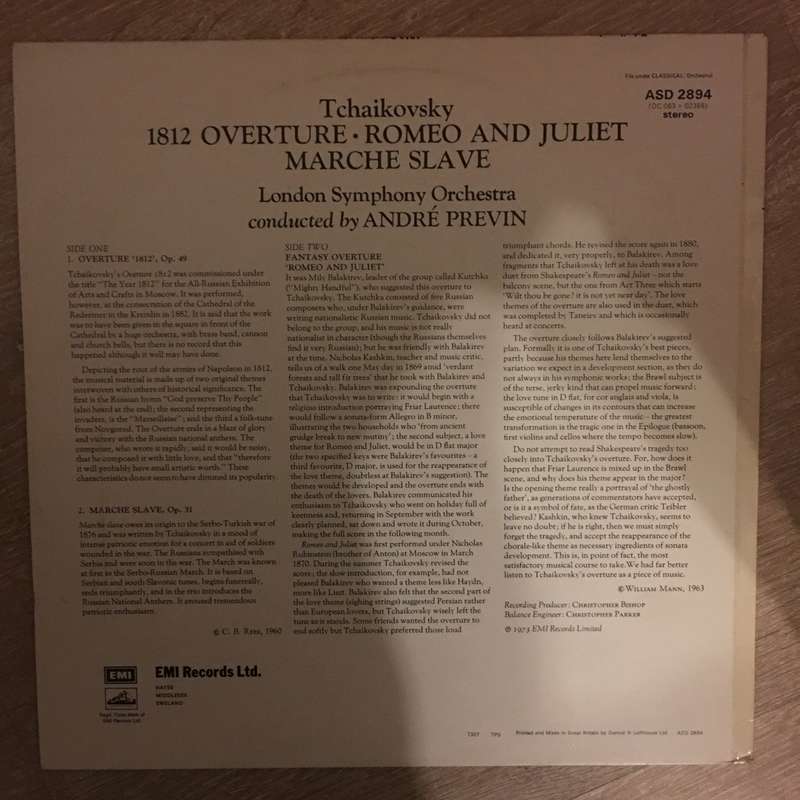 File under CLASSICAL: Orchestral
ASD 2894
(OC 063 ○ 02366)
stereo
Tchaikovsky
1812 OVERTURE · ROMEO AND JULIET
MARCHE SLAVE
London Symphony Orchestra
conducted by ANDRÉ PREVIN
SIDE ONE
1. OVERTURE '1812', Op. 49
Tchaikovsky's Overture 1812 was commissioned under
the title "The Year 1812" for the All-Russian Exhibition
of Arts and Crafts in Moscow. It was performed,
however, at the consecration of the Cathedral of the
Redeemer in the Kremlin in 1882. It is said that the work
was to have been given in the square in front of the
Cathedral by a huge orchestra, with brass band, cannon
and church bells, but there is no record that this
happened although it well may have done.
Depicting the rout of the armies of Napoleon in 1812,
the musical material is made up of two original themes
interwoven with others of historical significance. The
first is the Russian hymn "God preserve Thy People"
(also heard at the end); the second representing the
invaders, is the "Marseillaise"; and the third a folk-tune
from Novgorod. The Overture ends in a blaze of glory
and victory with the Russian national anthem. The
composer, who wrote it rapidly, said it would be noisy,
that he composed it with little love, and that "therefore
it will probably have small artistic worth." These
characteristics do not seem to have diminished its popularity.
2. MARCHE SLAVE, Op. 31
Marche slave owes its origin to the Serbo-Turkish war of
1876 and was written by Tchaikovsky in a mood of
intense patriotic emotion for a concert in aid of soldiers
wounded in the war. The Russians sympathised with
Serbia and were soon in the war. The March was known
at first as the Serbo-Russian March. It is based on
Serbian and south Slavonic tunes, begins funereally,
ends triumphantly, and in the trio introduces the
Russian National Anthem. It aroused tremendous
patriotic enthusiasm.
© C. B. Rees, 1960
SIDE TWO
FANTASY OVERTURE
'ROMEO AND JULIET'
It was Mily Balakirev, leader of the group called Kutchka
("Mighty Handful"), who suggested this overture to
Tchaikovsky. The Kutchka consisted of five Russian
composers who, under Balakirev's guidance, were
writing nationalist Russian music. Tchaikovsky did not
belong to the group, and his music is not really
nationalist in character (though the Russians themselves
find it very Russian); but he was friendly with Balakirev
at the time. Nicholas Kashkin, teacher and music critic,
tells us of a walk one May day in 1869 amid 'verdant
forests and tall fir trees' that he took with Balakirev and
Tchaikovsky. Balakirev was expounding the overture
that Tchaikovsky was to write: it would begin with a
religious introduction portraying Friar Laurence; there
would follow a sonata-form Allegro in B minor,
illustrating the two households who 'from ancient
grudge break to new mutiny'; the second subject, a love
theme for Romeo and Juliet, would be in D flat major
(the two specified keys were Balakirev's favourites – a
third favourite, D major, is used for the reappearance of
the love theme, doubtless at Balakirev's suggestion). The
themes would be developed and the overture ends with
the death of the lovers. Balakirev communicated his
enthusiasm to Tchaikovsky who went on holiday full of
keenness and, returning in September with the work
clearly planned, sat down and wrote it during October,
making the full score in the following month.
Romeo and Juliet was first performed under Nicholas
Rubinstein (brother of Anton) at Moscow in March
1870. During the summer Tchaikovsky revised the
score; the slow introduction, for example, had not
pleased Balakirev who wanted a theme less like Haydn,
more like Liszt. Balakirev also felt that the second part of
the love theme (sighing strings) suggested Persian rather
than European lovers, but Tchaikovsky wisely left the
tune as it stands. Some friends wanted the overture to
end softly but Tchaikovsky preferred those loud
triumphant chords. He revised the score again in 1880,
and dedicated it, very properly, to Balakirev. Among
fragments that Tchaikovsky left at his death was a love
duet from Shakespeare's Romeo and Juliet – not the
balcony scene, but the one from Act Three which starts
'Wilt thou be gone? it is not yet near day'. The love
themes of the overture are also used in the duet, which
was completed by Taneiev and which is occasionally
heard at concerts.
The overture closely follows Balakirev's suggested
plan. Formally it is one of Tchaikovsky's best pieces,
partly because his themes here lend themselves to the
variation we expect in a development section, as they do
not always in his symphonic works; the Brawl subject is
of the terse, jerky kind that can propel music forward;
the love tune in D flat, for cor anglais and viola, is
susceptible of changes in its contours that can increase
the emotional temperature of the music – the greatest
transformation is the tragic one in the Epilogue (bassoon,
first violins and cellos where the tempo becomes slow).
Do not attempt to read Shakespeare's tragedy too
closely into Tchaikovsky's overture. For, how does it
happen that Friar Laurence is mixed up in the Brawl
scene, and why does his theme appear in the major?
Is the opening theme really a portrayal of 'the ghostly
father', as generations of commentators have accepted,
or is it a symbol of fate, as the German critic Teibler
believed? Kashkin, who knew Tchaikovsky, seems to
leave no doubt; if he is right, then we must simply
forget the tragedy, and accept the reappearance of the
chorale-like theme as necessary ingredients of sonata
development. This is, in point of fact, the most
satisfactory musical course to take. We had far better
listen to Tchaikovsky's overture as a piece of music.
© WILLIAM MANN, 1963
Recording Producer: CHRISTOPHER BISHOP
Balance Engineer: CHRISTOPHER PARKER
℗ 1973 EMI Records Limited
EMI
EMI Records Ltd.
HAYES
MIDDLESEX
ENGLAND
Regd. Trade Mark of
EMI Records Ltd
7307 TPS Printed and Made in Great Britain by Garrod & Lofthouse Ltd ASD 2894